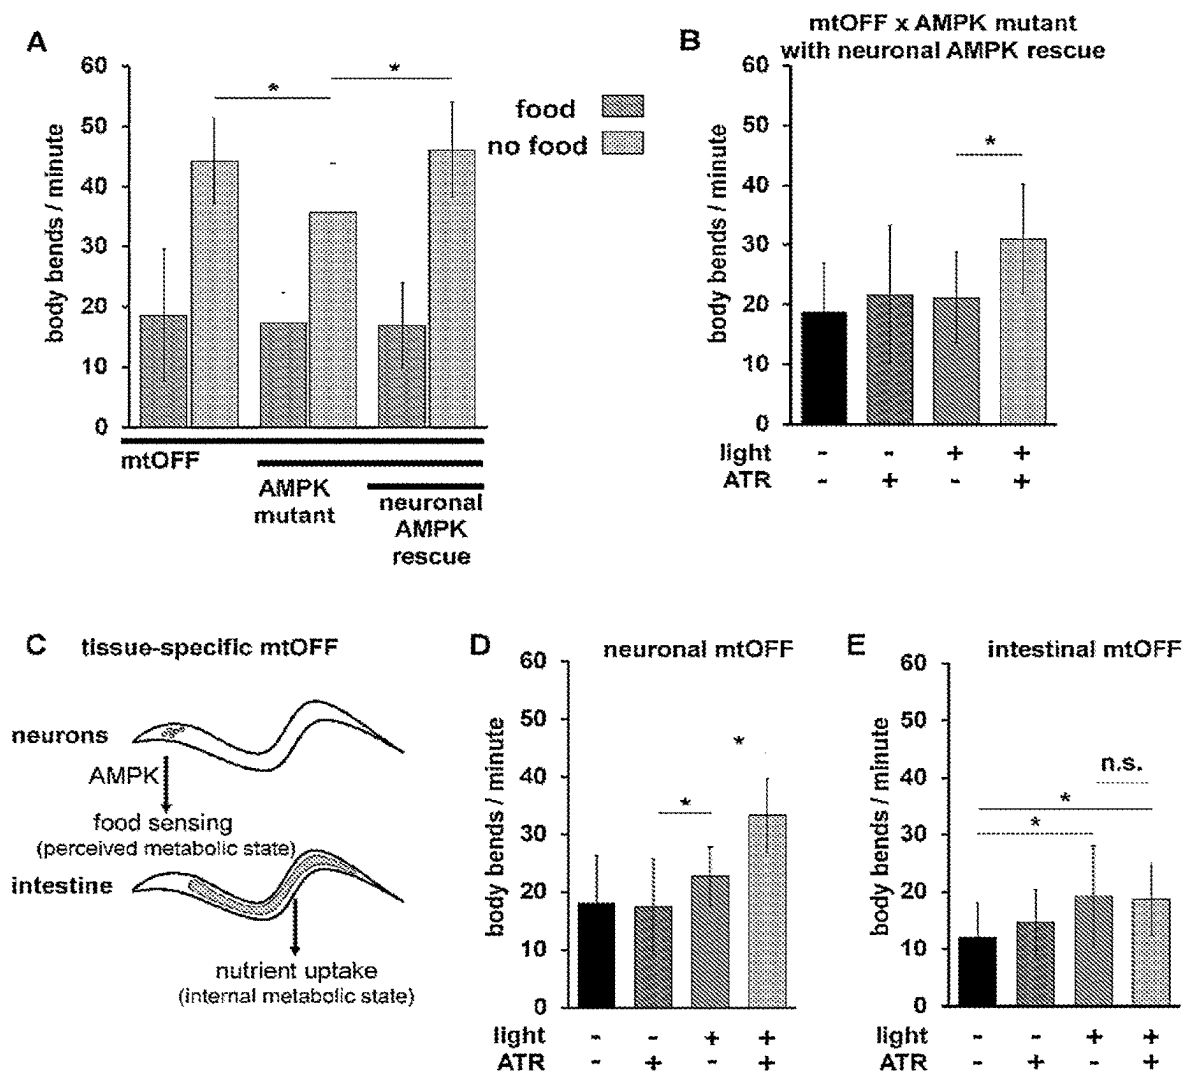 A
60
50
40
30
20
10
0
body bends / minute
*
*
food
no food
mtOFF
AMPK
mutant
neuronal
AMPK
rescue
B
mtOFF x AMPK mutant
with neuronal AMPK rescue
60
50
40
30
20
10
0
body bends / minute
*
light - - + +
ATR - + - +
C tissue-specific mtOFF
neurons
AMPK
food sensing
(perceived metabolic state)
intestine
nutrient uptake
(internal metabolic state)
D neuronal mtOFF
60
50
40
30
20
10
0
body bends / minute
*
*
light - - + +
ATR - + - +
E intestinal mtOFF
60
50
40
30
20
10
0
body bends / minute
n.s.
*
*
light - - + +
ATR - + - +